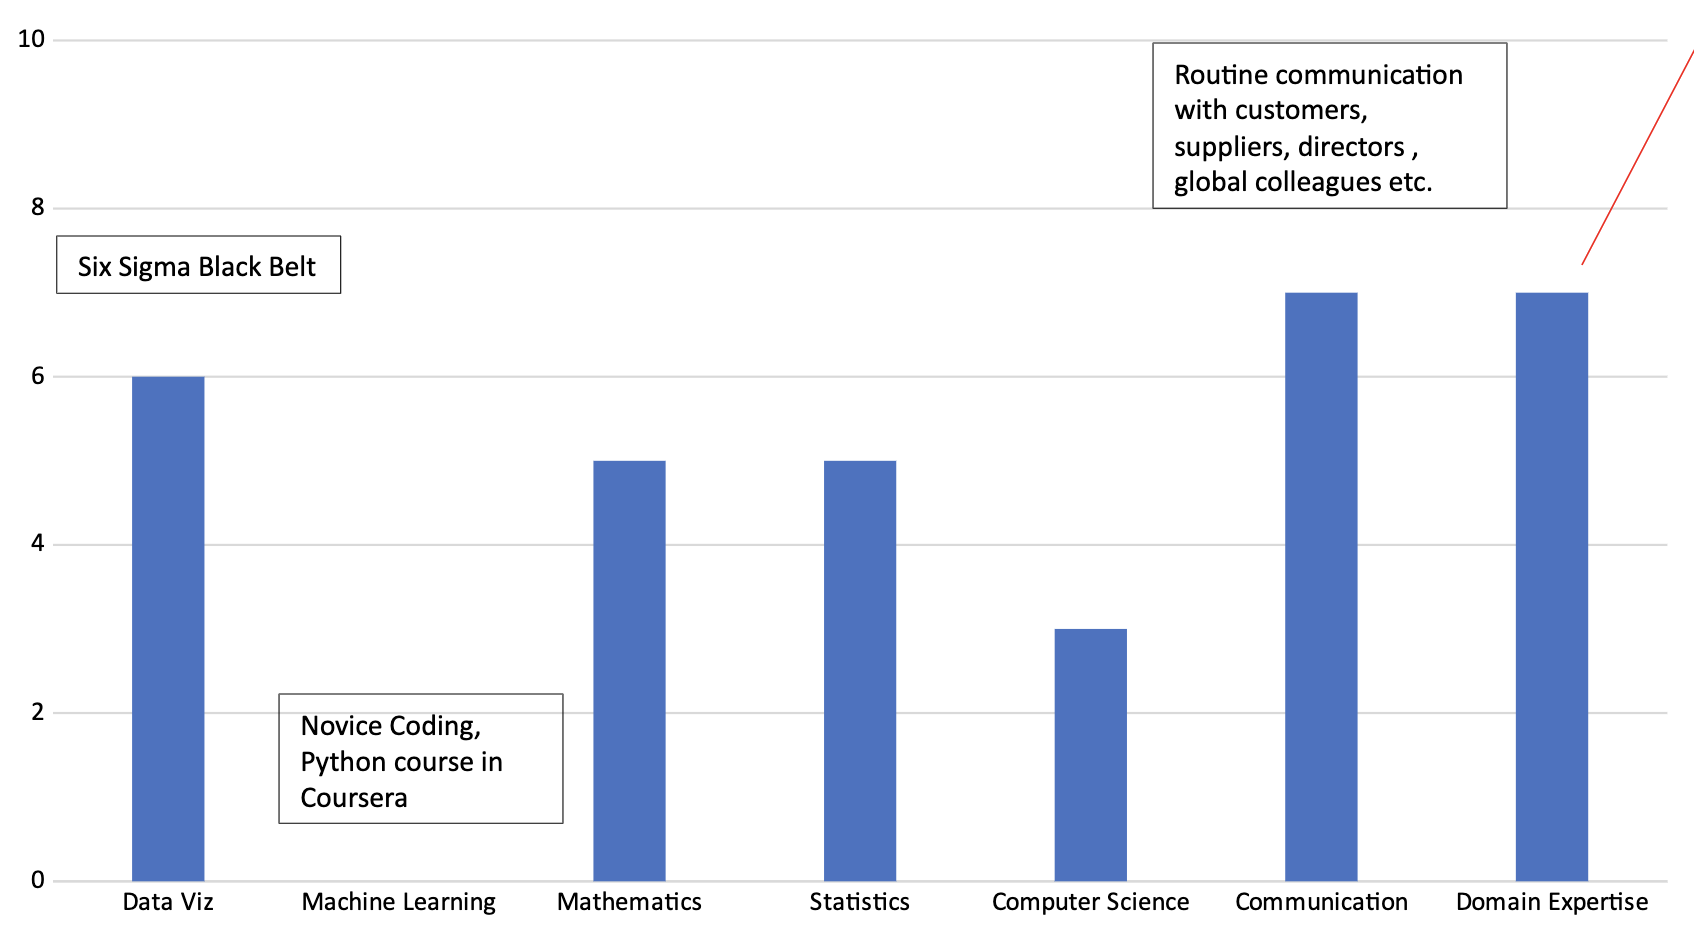 10
Routine communication
with customers,
suppliers, directors ,
global colleagues etc.
8
Six Sigma Black Belt
6
4
2
Novice Coding,
Python course in
Coursera
0
Data Viz
Machine Learning
Mathematics
Statistics
Computer Science
Communication
Domain Expertise